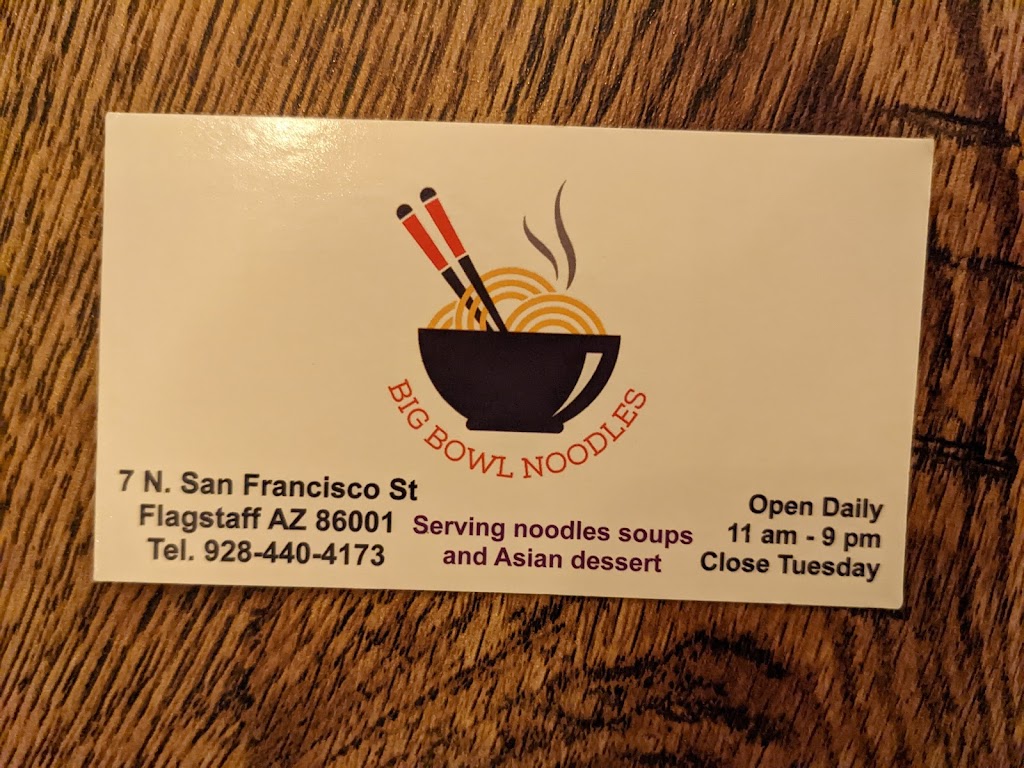 BIG BOWL NOODLES
7 N. San Francisco St
Flagstaff AZ 86001
Tel. 928-440-4173
Serving noodles soups
and Asian dessert
Open Daily
11 am - 9 pm
Close Tuesday